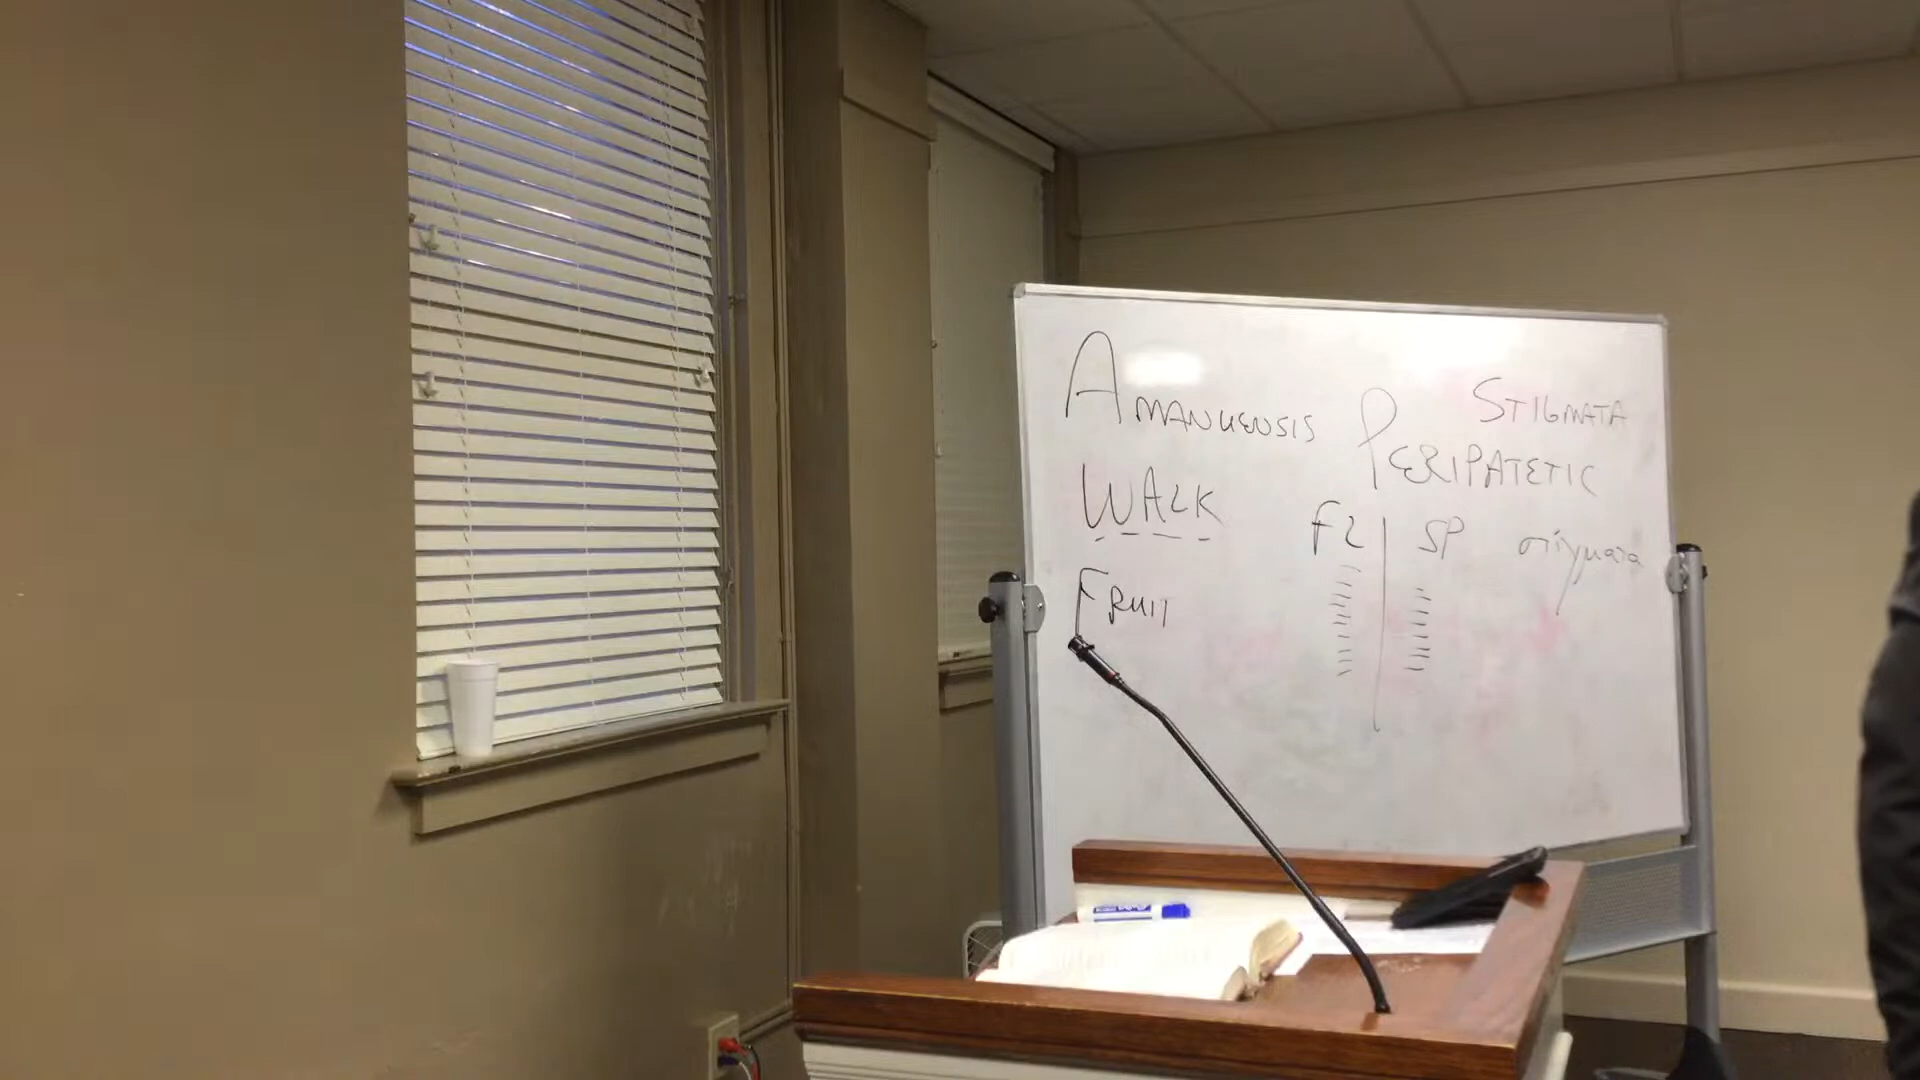 AMANUENSIS
STIGMATA
PERIPATETIC
WALK
FL
SP
στίγματα
FRUIT